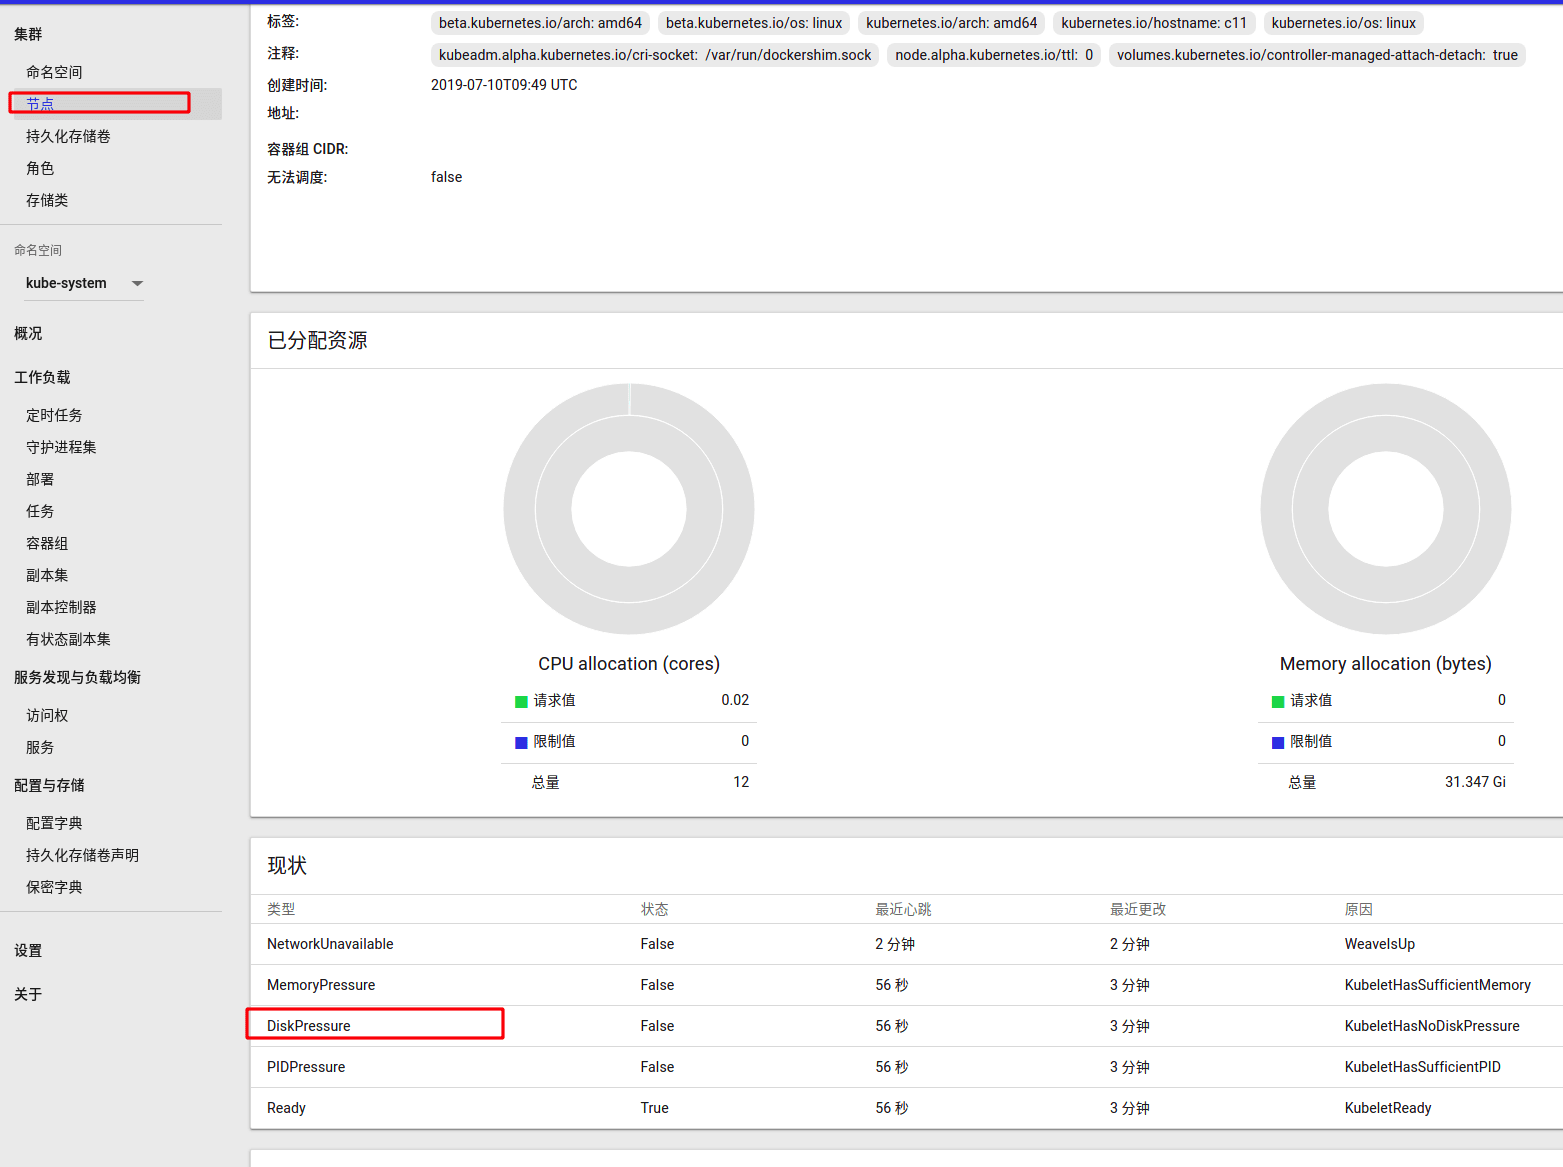 集群
命名空间
节点
持久化存储卷
角色
存储类
命名空间
kube-system
概况
工作负载
定时任务
守护进程集
部署
任务
容器组
副本集
副本控制器
有状态副本集
服务发现与负载均衡
访问权
服务
配置与存储
配置字典
持久化存储卷声明
保密字典
设置
关于
标签: beta.kubernetes.io/arch: amd64 beta.kubernetes.io/os: linux kubernetes.io/arch: amd64 kubernetes.io/hostname: c11 kubernetes.io/os: linux
注释: kubeadm.alpha.kubernetes.io/cri-socket: /var/run/dockershim.sock node.alpha.kubernetes.io/ttl: 0 volumes.kubernetes.io/controller-managed-attach-detach: true
创建时间: 2019-07-10T09:49 UTC
地址:
容器组 CIDR:
无法调度: false
已分配资源
CPU allocation (cores)
请求值 0.02
限制值 0
总量 12
Memory allocation (bytes)
请求值 0
限制值 0
总量 31.347 Gi
现状
类型 状态 最近心跳 最近更改 原因
NetworkUnavailable False 2 分钟 2 分钟 WeaveIsUp
MemoryPressure False 56 秒 3 分钟 KubeletHasSufficientMemory
DiskPressure False 56 秒 3 分钟 KubeletHasNoDiskPressure
PIDPressure False 56 秒 3 分钟 KubeletHasSufficientPID
Ready True 56 秒 3 分钟 KubeletReady